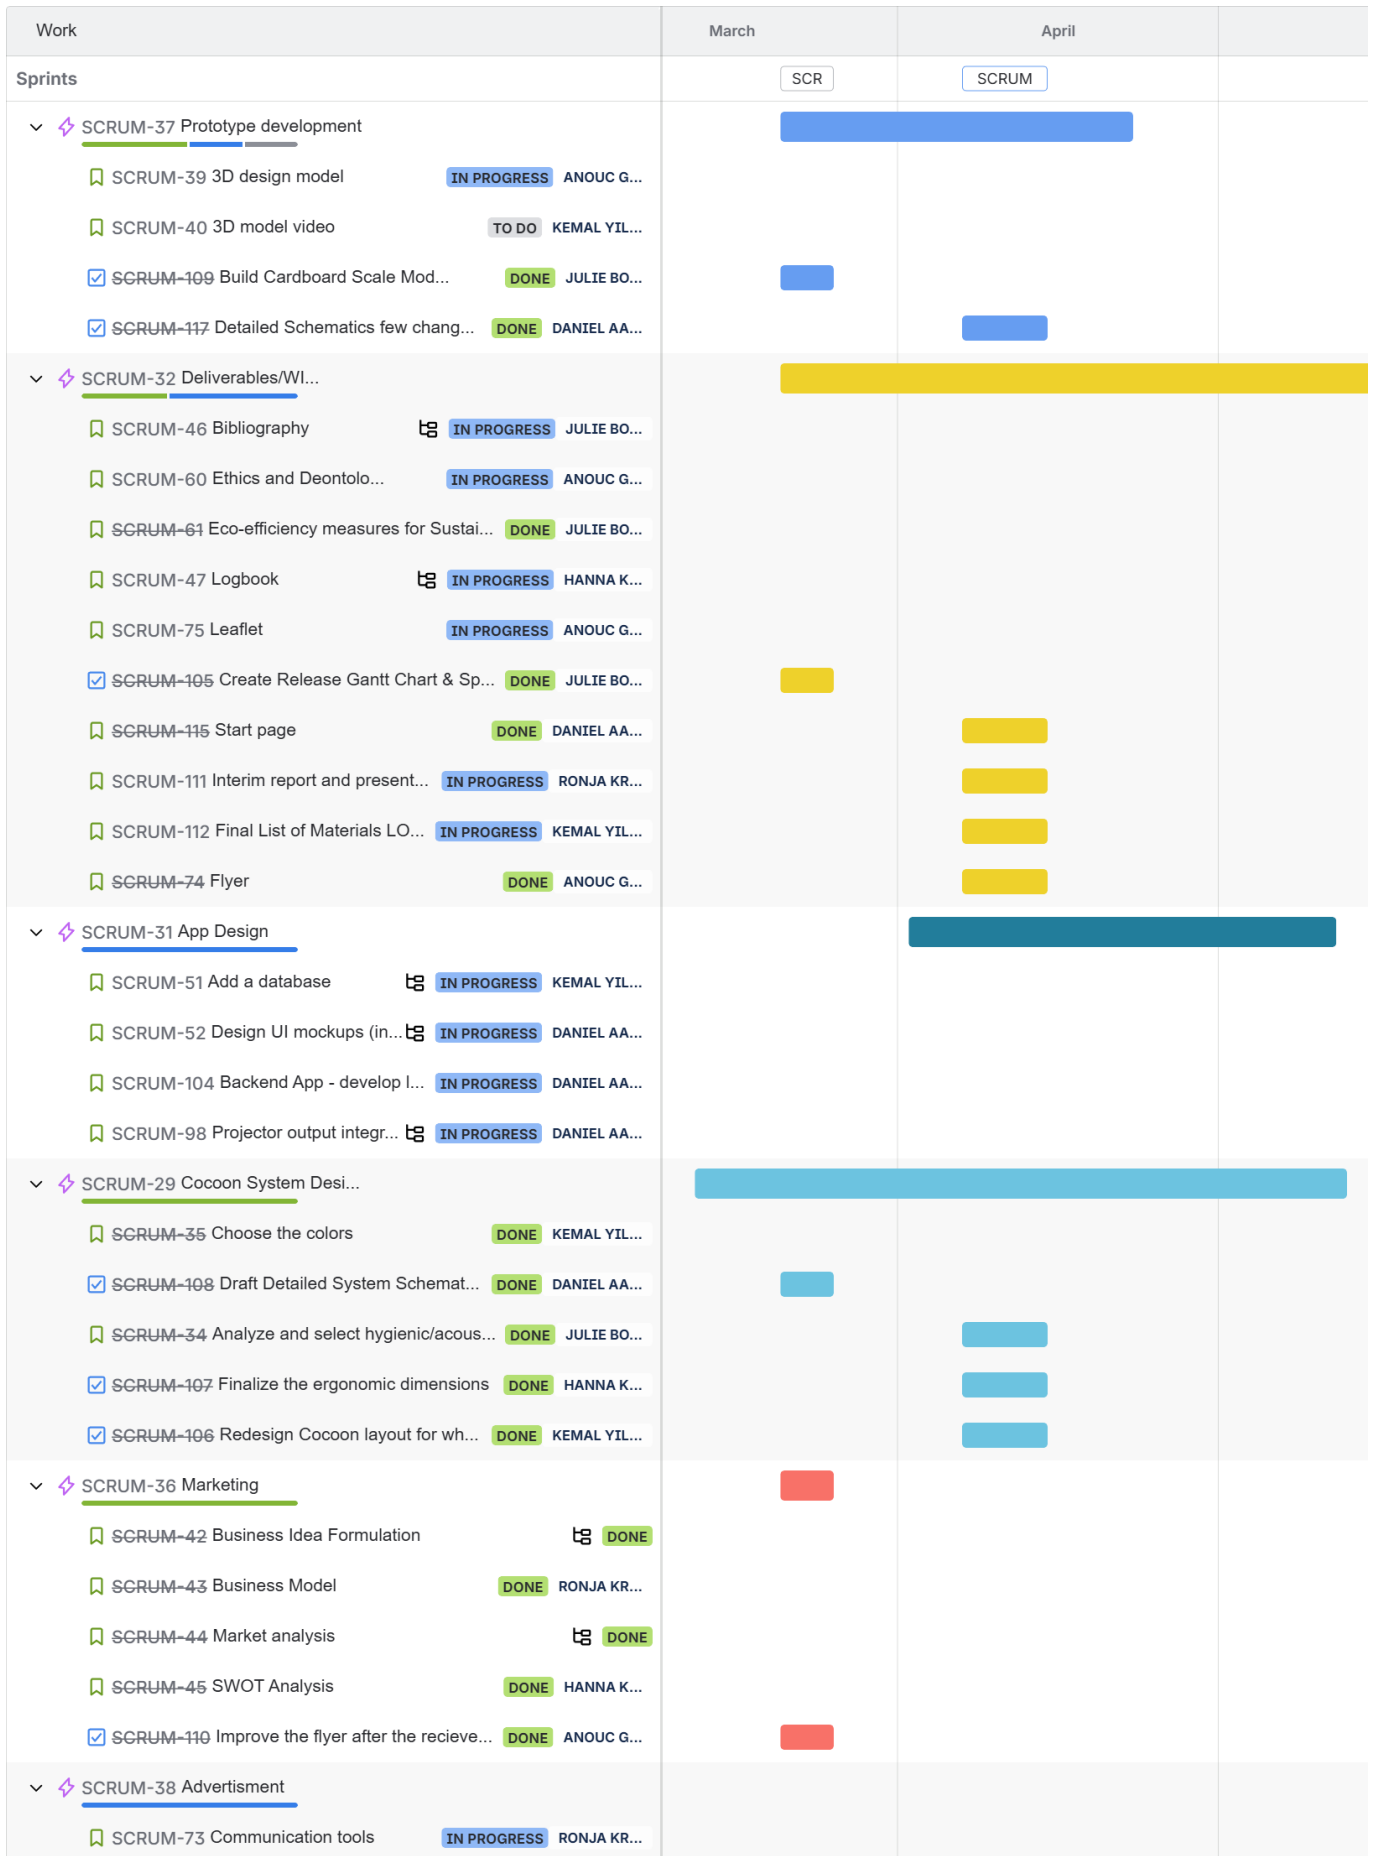 Work March April
Sprints SCR SCRUM
SCRUM-37 Prototype development
SCRUM-39 3D design model IN PROGRESS ANOUC G...
SCRUM-40 3D model video TO DO KEMAL YIL...
SCRUM-109 Build Cardboard Scale Mod... DONE JULIE BO...
SCRUM-117 Detailed Schematics few chang... DONE DANIEL AA...
SCRUM-32 Deliverables/WI...
SCRUM-46 Bibliography IN PROGRESS JULIE BO...
SCRUM-60 Ethics and Deontolo... IN PROGRESS ANOUC G...
SCRUM-61 Eco-efficiency measures for Sustai... DONE JULIE BO...
SCRUM-47 Logbook IN PROGRESS HANNA K...
SCRUM-75 Leaflet IN PROGRESS ANOUC G...
SCRUM-105 Create Release Gantt Chart & Sp... DONE JULIE BO...
SCRUM-115 Start page DONE DANIEL AA...
SCRUM-111 Interim report and present... IN PROGRESS RONJA KR...
SCRUM-112 Final List of Materials LO... IN PROGRESS KEMAL YIL...
SCRUM-74 Flyer DONE ANOUC G...
SCRUM-31 App Design
SCRUM-51 Add a database IN PROGRESS KEMAL YIL...
SCRUM-52 Design UI mockups (in... IN PROGRESS DANIEL AA...
SCRUM-104 Backend App - develop l... IN PROGRESS DANIEL AA...
SCRUM-98 Projector output integr... IN PROGRESS DANIEL AA...
SCRUM-29 Cocoon System Desi...
SCRUM-35 Choose the colors DONE KEMAL YIL...
SCRUM-108 Draft Detailed System Schemat... DONE DANIEL AA...
SCRUM-34 Analyze and select hygienic/acous... DONE JULIE BO...
SCRUM-107 Finalize the ergonomic dimensions DONE HANNA K...
SCRUM-106 Redesign Cocoon layout for wh... DONE KEMAL YIL...
SCRUM-36 Marketing
SCRUM-42 Business Idea Formulation DONE
SCRUM-43 Business Model DONE RONJA KR...
SCRUM-44 Market analysis DONE
SCRUM-45 SWOT Analysis DONE HANNA K...
SCRUM-110 Improve the flyer after the recieve... DONE ANOUC G...
SCRUM-38 Advertisment
SCRUM-73 Communication tools IN PROGRESS RONJA KR...